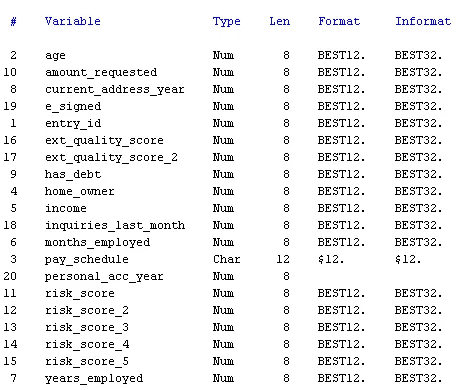 # Variable Type Len Format Informat
2 age Num 8 BEST12. BEST32.
10 amount_requested Num 8 BEST12. BEST32.
8 current_address_year Num 8 BEST12. BEST32.
19 e_signed Num 8 BEST12. BEST32.
1 entry_id Num 8 BEST12. BEST32.
16 ext_quality_score Num 8 BEST12. BEST32.
17 ext_quality_score_2 Num 8 BEST12. BEST32.
9 has_debt Num 8 BEST12. BEST32.
4 home_owner Num 8 BEST12. BEST32.
5 income Num 8 BEST12. BEST32.
18 inquiries_last_month Num 8 BEST12. BEST32.
6 months_employed Num 8 BEST12. BEST32.
3 pay_schedule Char 12 $12. $12.
20 personal_acc_year Num 8
11 risk_score Num 8 BEST12. BEST32.
12 risk_score_2 Num 8 BEST12. BEST32.
13 risk_score_3 Num 8 BEST12. BEST32.
14 risk_score_4 Num 8 BEST12. BEST32.
15 risk_score_5 Num 8 BEST12. BEST32.
7 years_employed Num 8 BEST12. BEST32.